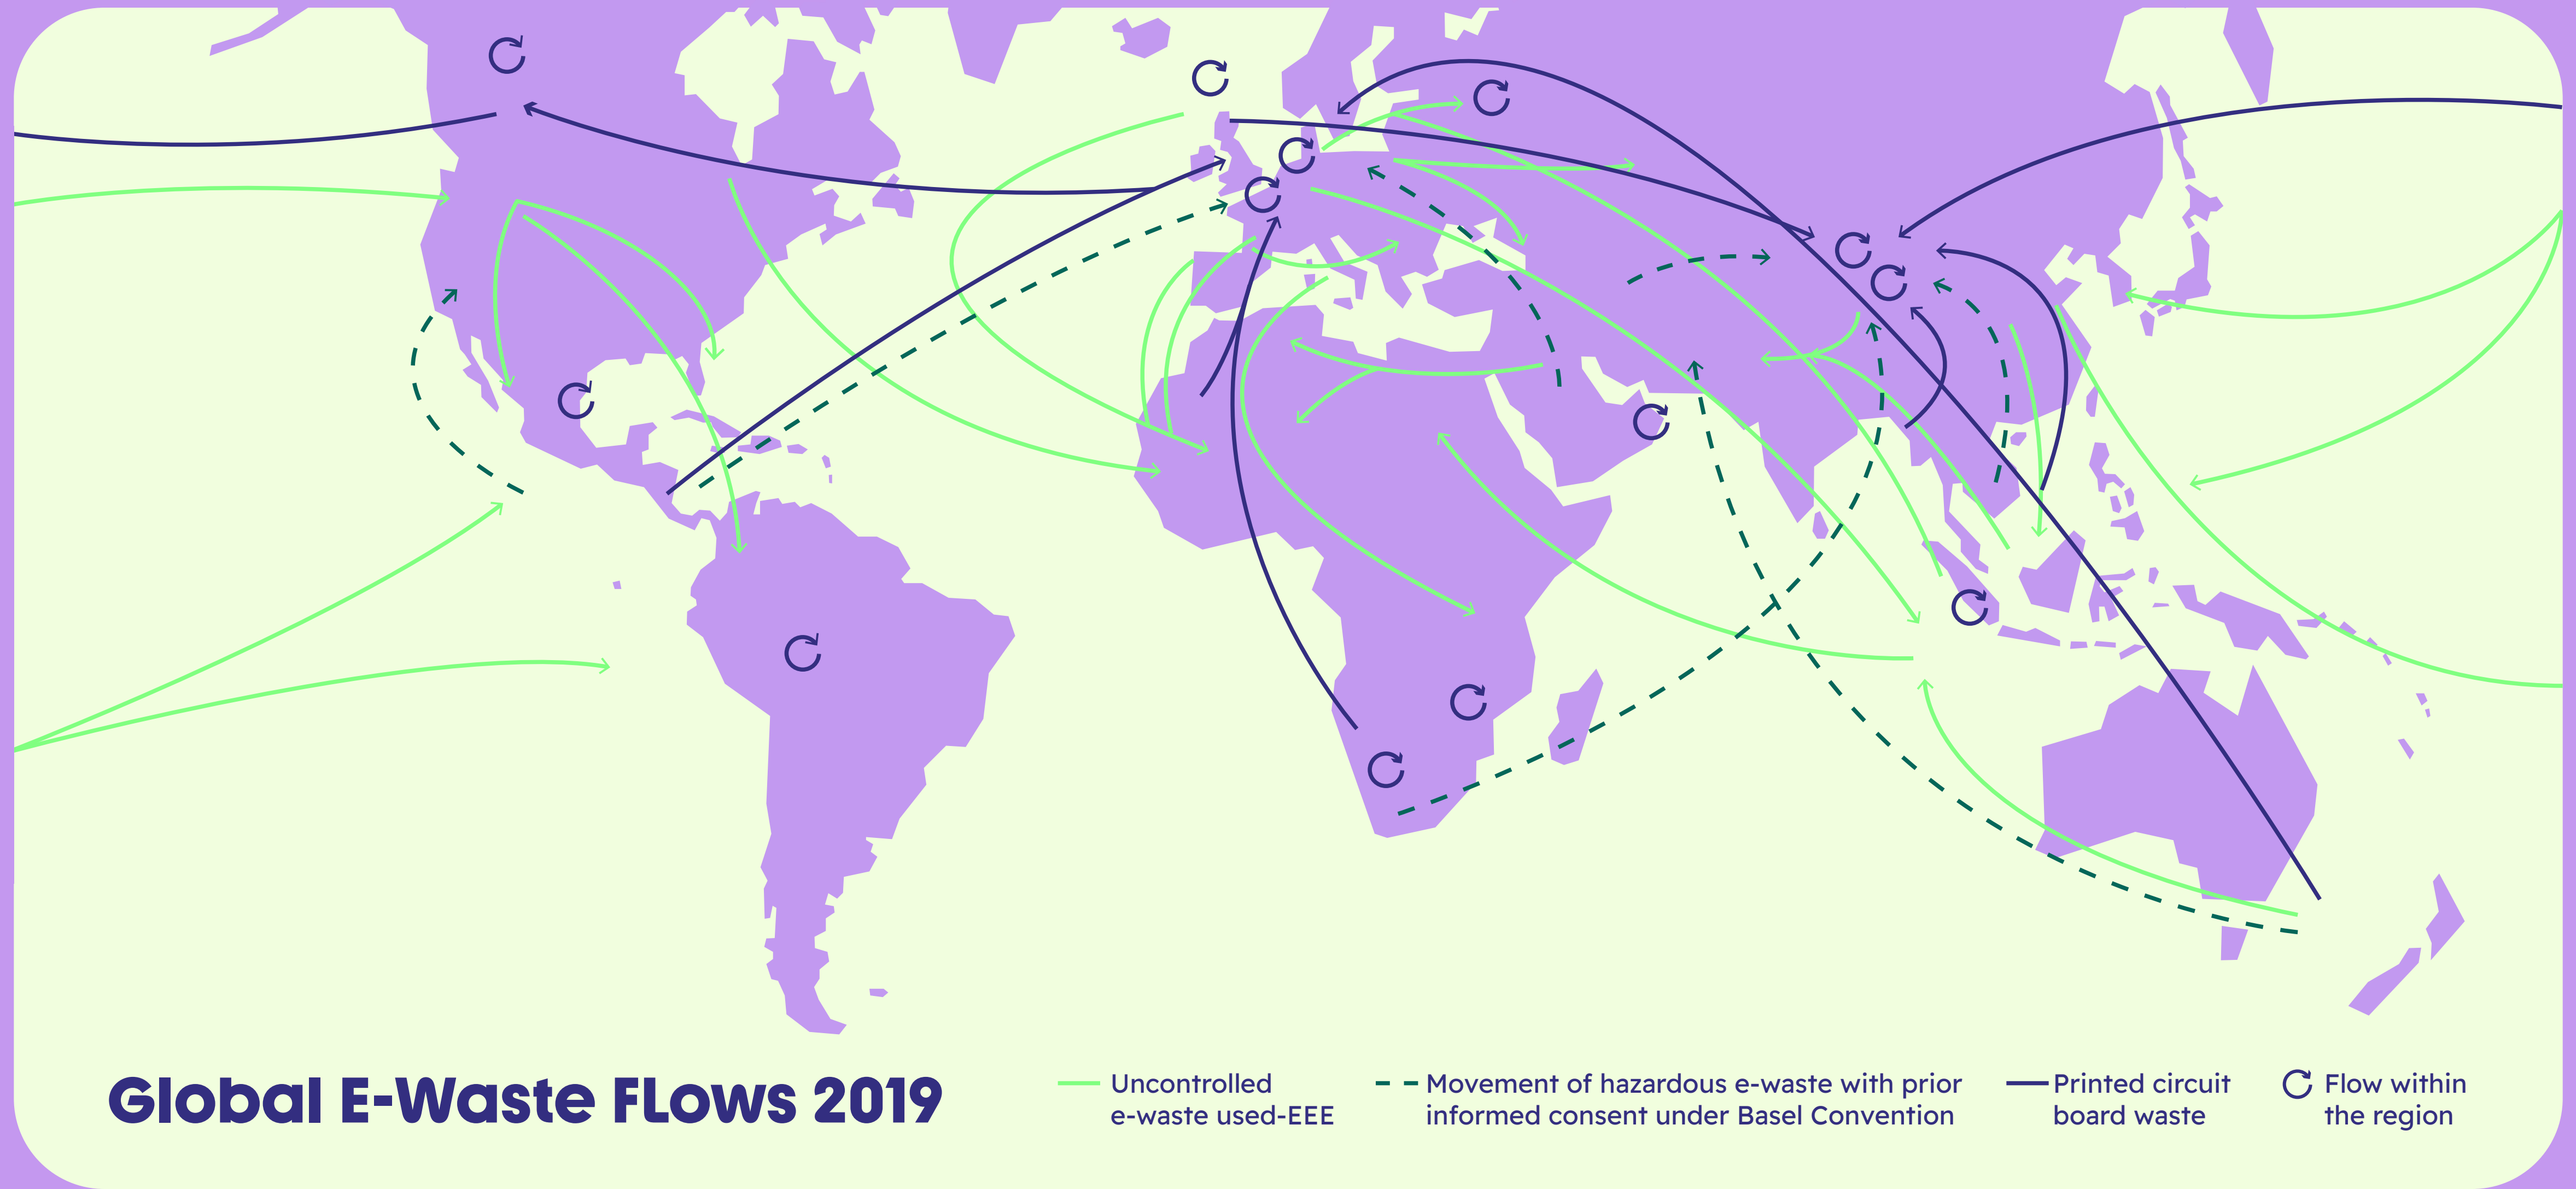 Global E-Waste FLows 2019
Uncontrolled
e-waste used-EEE
Movement of hazardous e-waste with prior
informed consent under Basel Convention
Printed circuit
board waste
Flow within
the region